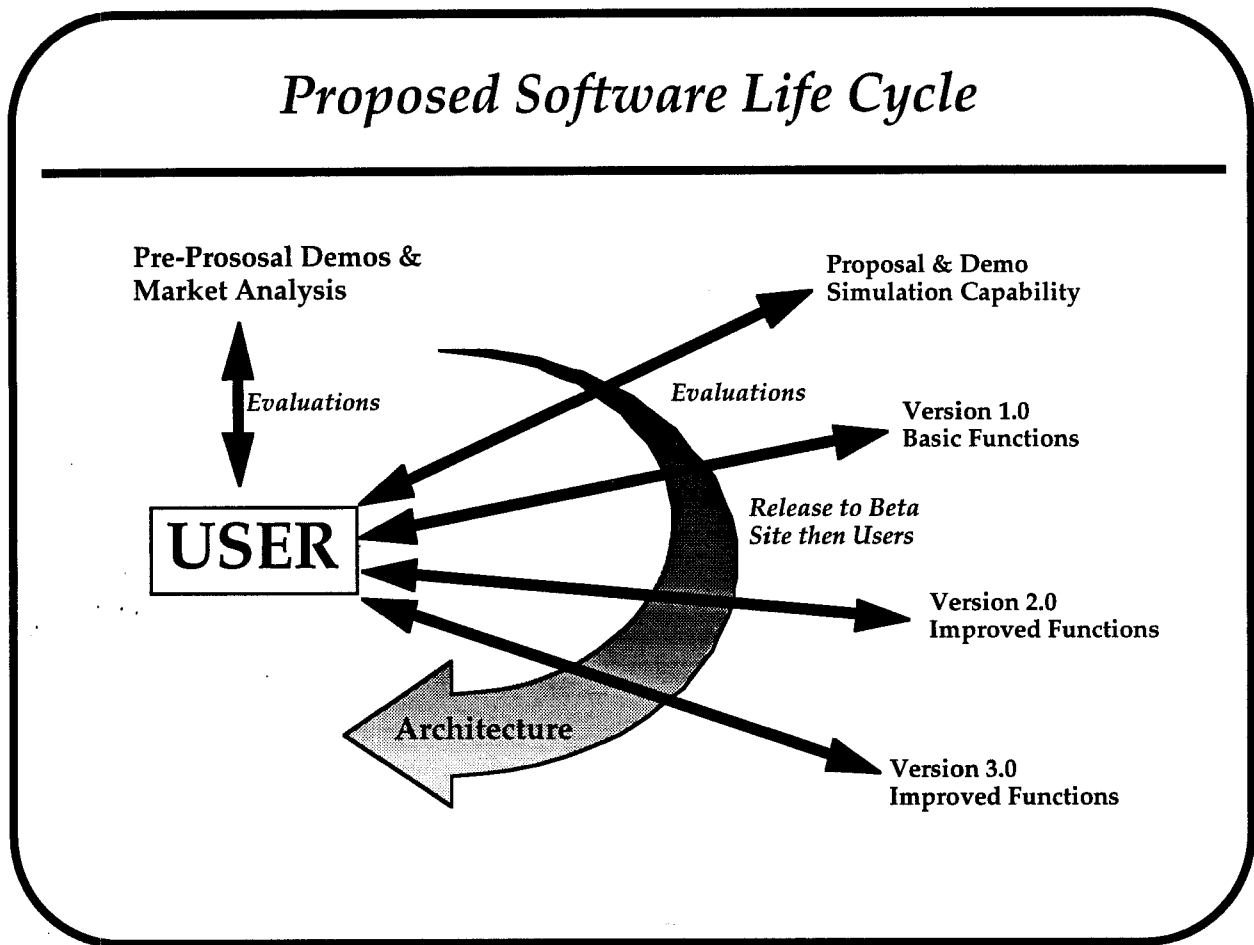 Proposed Software Life Cycle
Pre-Prososal Demos &
Market Analysis
Evaluations
USER
Proposal & Demo
Simulation Capability
Evaluations
Version 1.0
Basic Functions
Release to Beta
Site then Users
Version 2.0
Improved Functions
Architecture
Version 3.0
Improved Functions